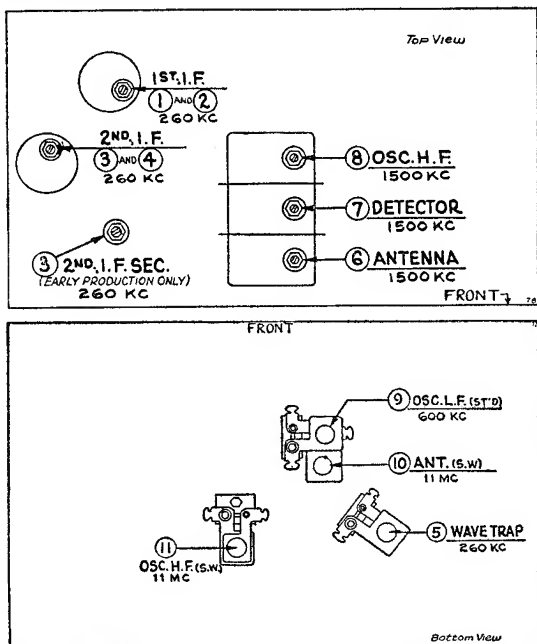 Top View
1ST. I.F.
1 AND 2
260 KC
2ND. I.F.
3 AND 4
260 KC
8 OSC. H.F.
1500 KC
7 DETECTOR
1500 KC
3 2ND. I.F. SEC.
(EARLY PRODUCTION ONLY)
260 KC
6 ANTENNA
1500 KC
FRONT
FRONT
9 OSC. L.F. (ST'D)
600 KC
10 ANT. (S.W)
11 MC
5 WAVE TRAP
260 KC
11
OSC. H.F. (S.W.)
11 MC
Bottom View